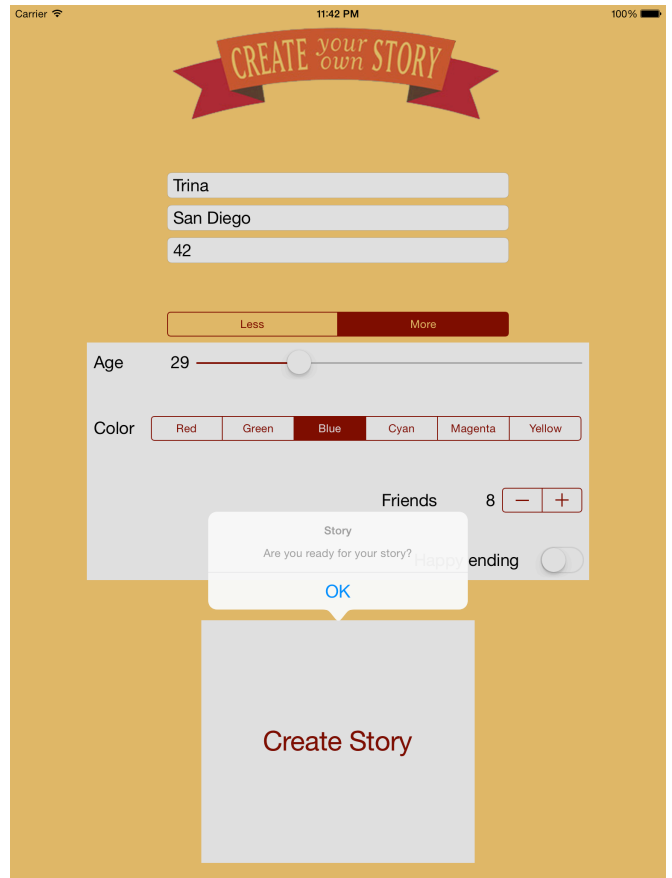 Carrier 11:42 PM 100%
CREATE your own STORY
Trina
San Diego
42
Less More
Age 29
Color Red Green Blue Cyan Magenta Yellow
Friends 8 − +
Story
Are you ready for your story?
Happy ending
OK
Create Story